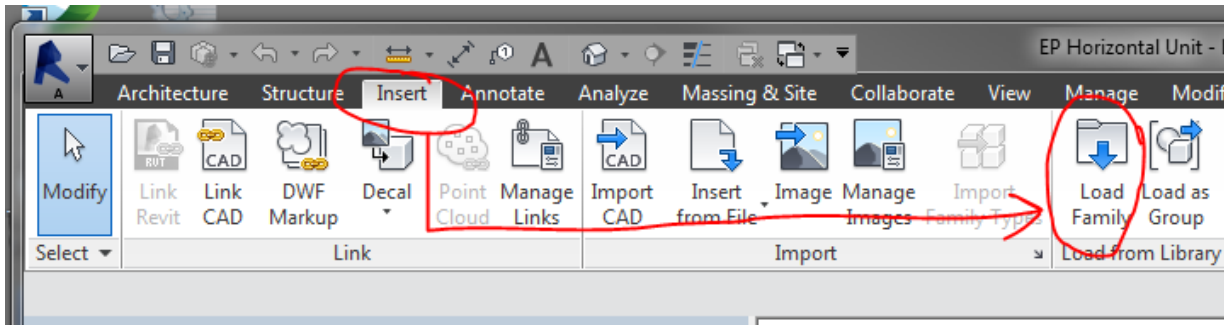 EP Horizontal Unit -
A
Architecture Structure Insert Annotate Analyze Massing & Site Collaborate View Manage Modif
A
RVT CAD CAD
Modify Link Link DWF Decal Point Manage Import Insert Image Manage Import Load Load as
Revit CAD Markup Cloud Links CAD from File Images Family Types Family Group
Select Link Import Load from Library